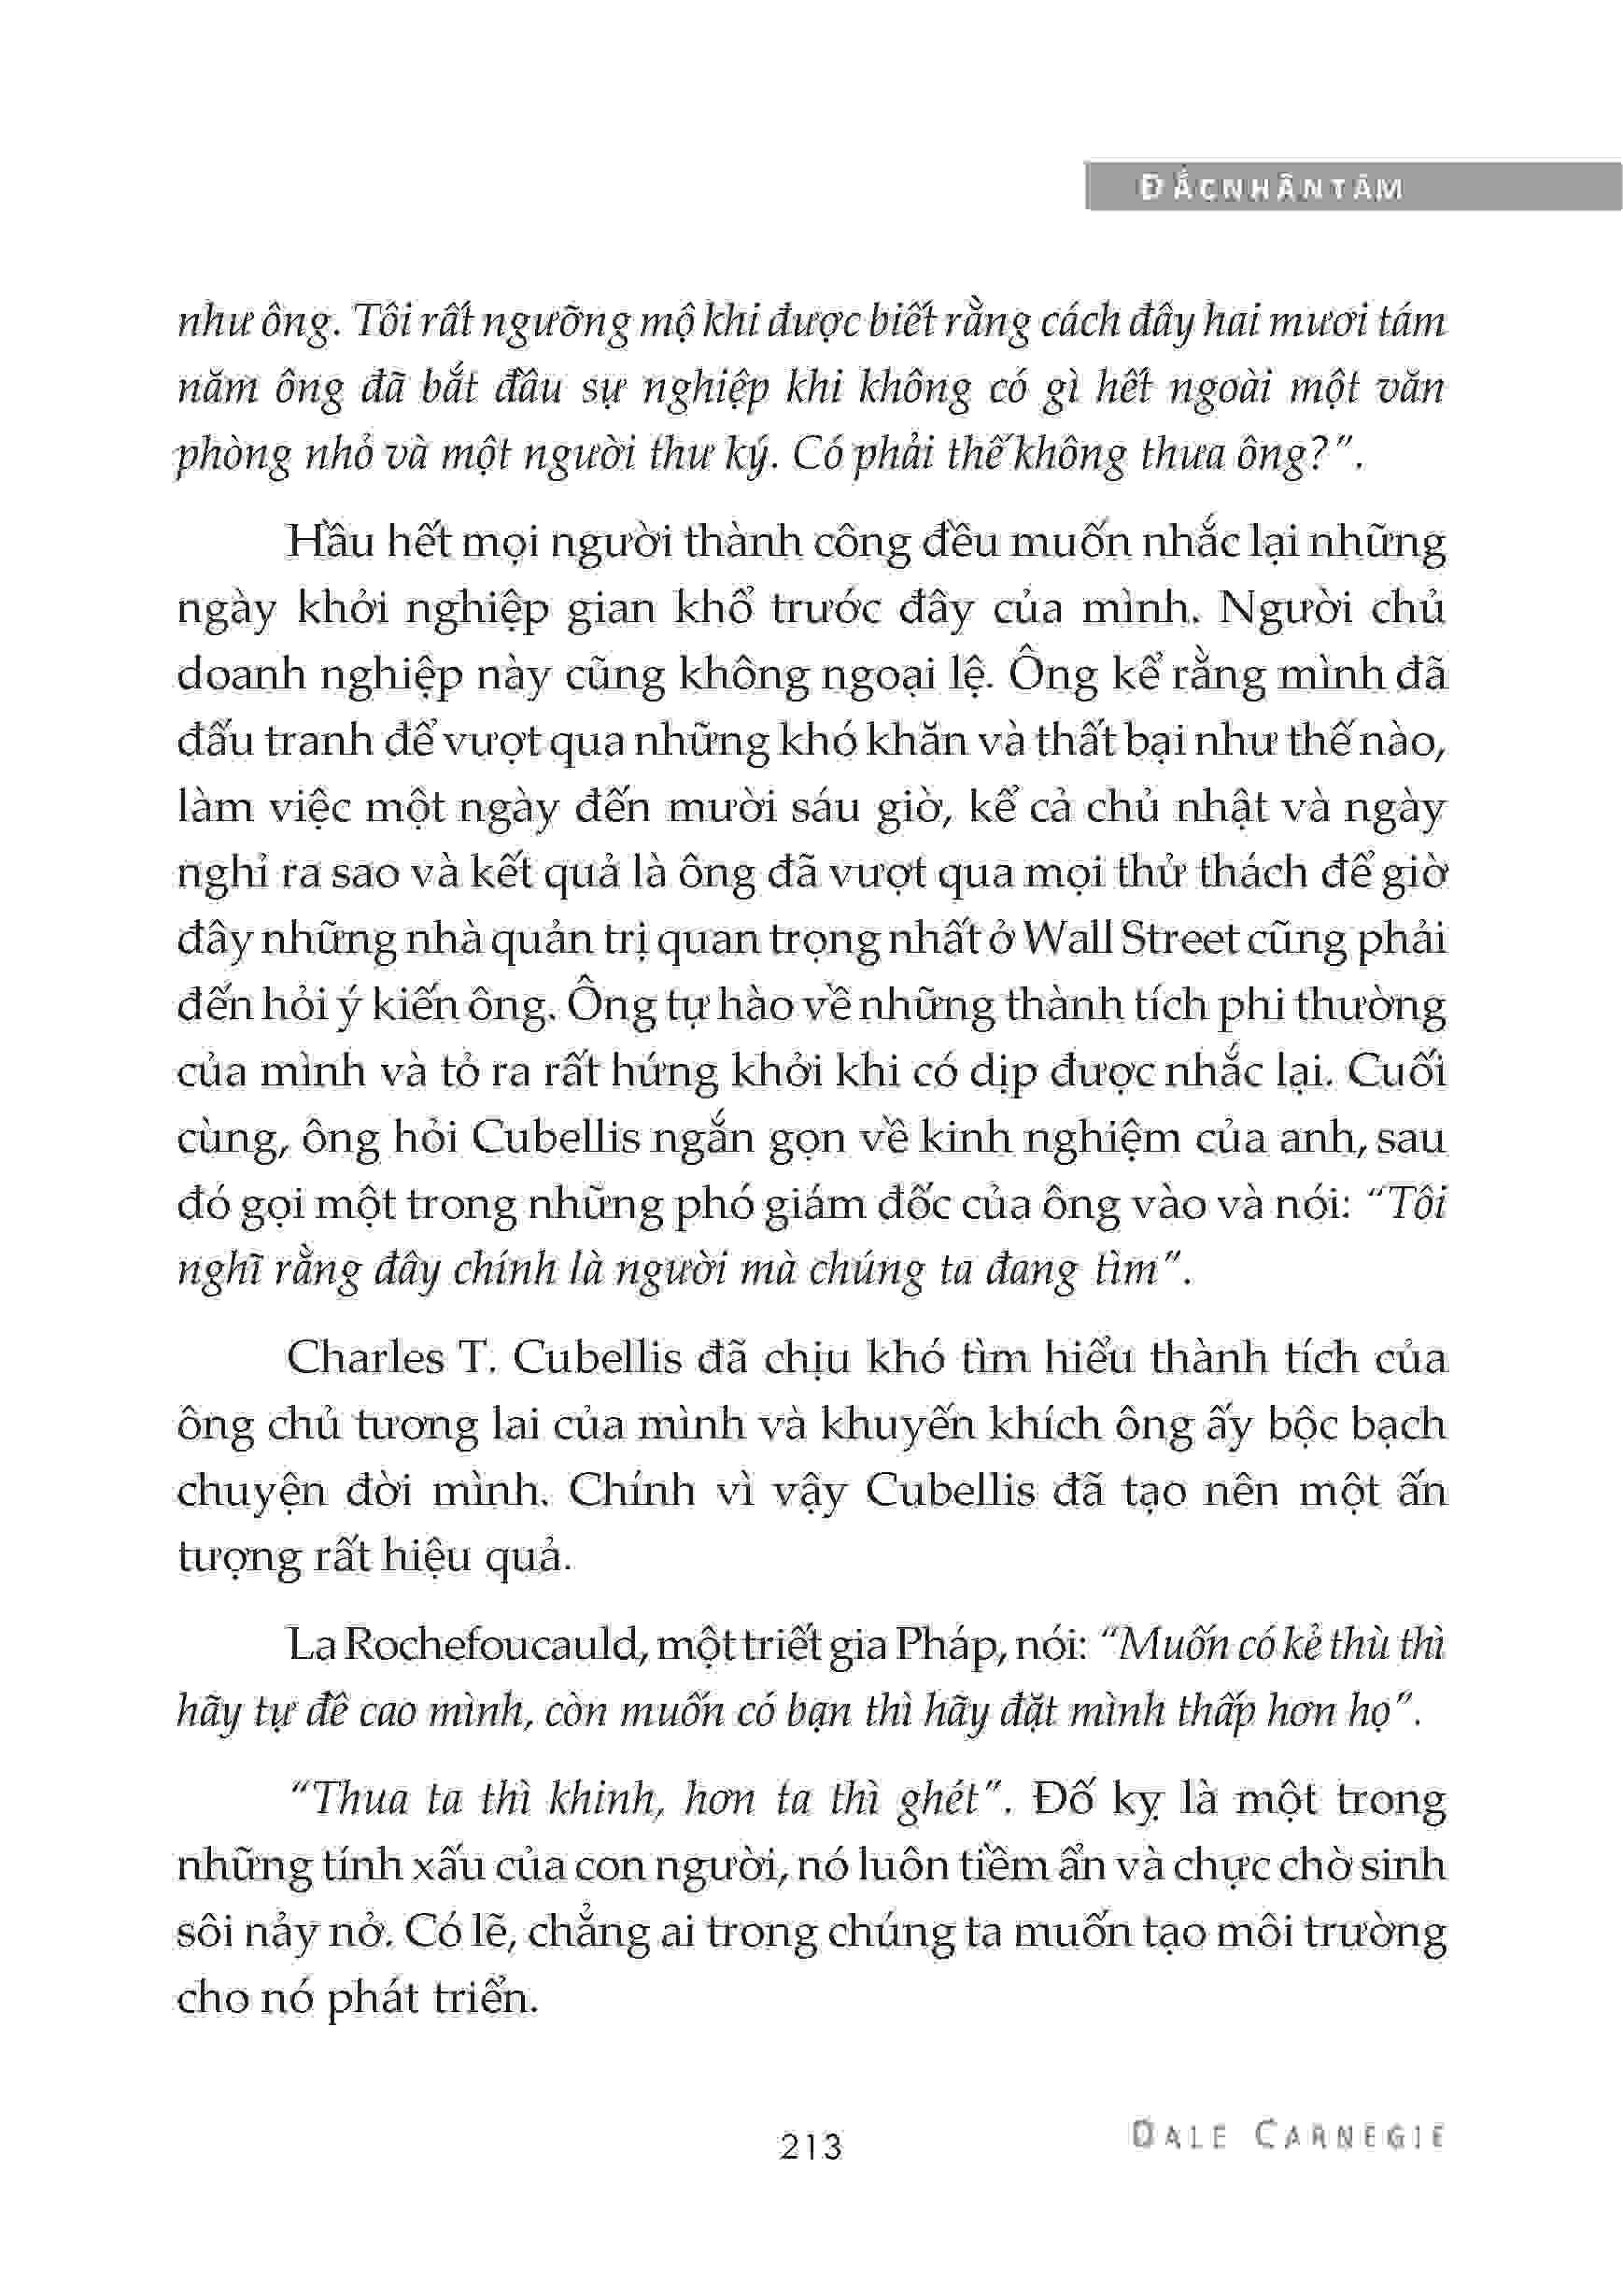 ĐẮCNHÂNTÂM
như ông. Tôi rất ngưỡng mộ khi được biết rằng cách đây hai mươi tám
năm ông đã bắt đầu sự nghiệp khi không có gì hết ngoài một văn
phòng nhỏ và một người thư ký. Có phải thế không thưa ông?”.
Hầu hết mọi người thành công đều muốn nhắc lại những
ngày khởi nghiệp gian khổ trước đây của mình. Người chủ
doanh nghiệp này cũng không ngoại lệ. Ông kể rằng mình đã
đấu tranh để vượt qua những khó khăn và thất bại như thế nào,
làm việc một ngày đến mười sáu giờ, kể cả chủ nhật và ngày
nghỉ ra sao và kết quả là ông đã vượt qua mọi thử thách để giờ
đây những nhà quản trị quan trọng nhất ở Wall Street cũng phải
đến hỏi ý kiến ông. Ông tự hào về những thành tích phi thường
của mình và tỏ ra rất hứng khởi khi có dịp được nhắc lại. Cuối
cùng, ông hỏi Cubellis ngắn gọn về kinh nghiệm của anh, sau
đó gọi một trong những phó giám đốc của ông vào và nói: “Tôi
nghĩ rằng đây chính là người mà chúng ta đang tìm”.
Charles T. Cubellis đã chịu khó tìm hiểu thành tích của
ông chủ tương lai của mình và khuyến khích ông ấy bộc bạch
chuyện đời mình. Chính vì vậy Cubellis đã tạo nên một ấn
tượng rất hiệu quả.
La Rochefoucauld, một triết gia Pháp, nói: “Muốn có kẻ thù thì
hãy tự đề cao mình, còn muốn có bạn thì hãy đặt mình thấp hơn họ”.
“Thua ta thì khinh, hơn ta thì ghét”. Đố kỵ là một trong
những tính xấu của con người, nó luôn tiềm ẩn và chực chờ sinh
sôi nảy nở. Có lẽ, chẳng ai trong chúng ta muốn tạo môi trường
cho nó phát triển.
213
DALE CARNEGIE